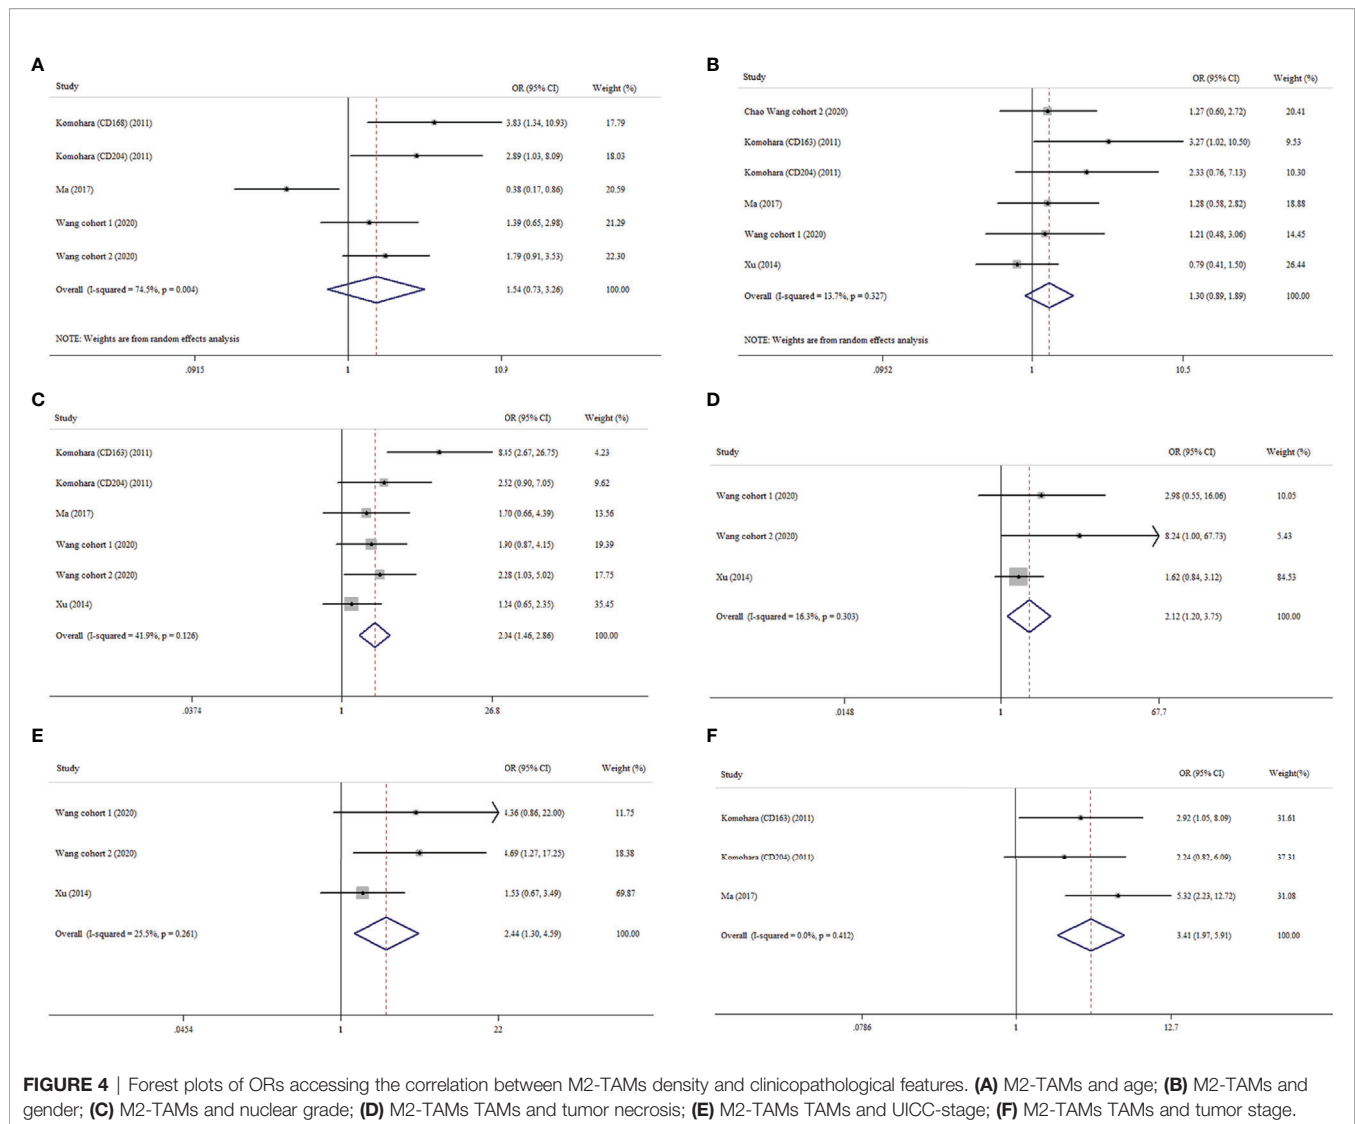 A
Study OR (95% CI) Weight (%)
Komohara (CD168) (2011) 3.83 (1.34, 10.93) 17.79
Komohara (CD204) (2011) 2.89 (1.03, 8.09) 18.03
Ma (2017) 0.38 (0.17, 0.86) 20.59
Wang cohort 1 (2020) 1.39 (0.65, 2.98) 21.29
Wang cohort 2 (2020) 1.79 (0.91, 3.53) 22.30
Overall (I-squared = 74.5%, p = 0.004) 1.54 (0.73, 3.26) 100.00
NOTE: Weights are from random effects analysis
.0915 1 10.9
B
Study OR (95% CI) Weight (%)
Chao Wang cohort 2 (2020) 1.27 (0.60, 2.72) 20.41
Komohara (CD163) (2011) 3.27 (1.02, 10.50) 9.53
Komohara (CD204) (2011) 2.33 (0.76, 7.13) 10.30
Ma (2017) 1.28 (0.58, 2.82) 18.88
Wang cohort 1 (2020) 1.21 (0.48, 3.06) 14.45
Xu (2014) 0.79 (0.41, 1.50) 26.44
Overall (I-squared = 13.7%, p = 0.327) 1.30 (0.89, 1.89) 100.00
NOTE: Weights are from random effects analysis
.0952 1 10.5
C
Study OR (95% CI) Weight (%)
Komohara (CD163) (2011) 8.45 (2.67, 26.75) 4.23
Komohara (CD204) (2011) 2.52 (0.90, 7.05) 9.62
Ma (2017) 1.70 (0.66, 4.39) 13.56
Wang cohort 1 (2020) 1.90 (0.87, 4.15) 19.39
Wang cohort 2 (2020) 2.28 (1.03, 5.02) 17.75
Xu (2014) 1.24 (0.65, 2.35) 35.45
Overall (I-squared = 41.9%, p = 0.126) 2.04 (1.46, 2.86) 100.00
.0374 1 26.8
D
Study OR (95% CI) Weight (%)
Wang cohort 1 (2020) 2.98 (0.55, 16.06) 10.05
Wang cohort 2 (2020) 8.24 (1.00, 67.73) 5.43
Xu (2014) 1.62 (0.84, 3.12) 84.53
Overall (I-squared = 16.3%, p = 0.303) 2.12 (1.20, 3.75) 100.00
.0148 1 67.7
E
Study OR (95% CI) Weight (%)
Wang cohort 1 (2020) 4.36 (0.86, 22.00) 11.75
Wang cohort 2 (2020) 4.69 (1.27, 17.25) 18.38
Xu (2014) 1.53 (0.67, 3.49) 69.87
Overall (I-squared = 25.5%, p = 0.261) 2.44 (1.30, 4.59) 100.00
.0454 1 22
F
Study OR (95% CI) Weight(%)
Komohara (CD163) (2011) 2.92 (1.05, 8.09) 31.61
Komohara (CD204) (2011) 2.24 (0.82, 6.09) 37.31
Ma (2017) 5.32 (2.23, 12.72) 31.08
Overall (I-squared = 0.0%, p = 0.412) 3.41 (1.97, 5.91) 100.00
.0786 1 12.7
FIGURE 4 | Forest plots of ORs accessing the correlation between M2-TAMs density and clinicopathological features. (A) M2-TAMs and age; (B) M2-TAMs and
gender; (C) M2-TAMs and nuclear grade; (D) M2-TAMs TAMs and tumor necrosis; (E) M2-TAMs TAMs and UICC-stage; (F) M2-TAMs TAMs and tumor stage.